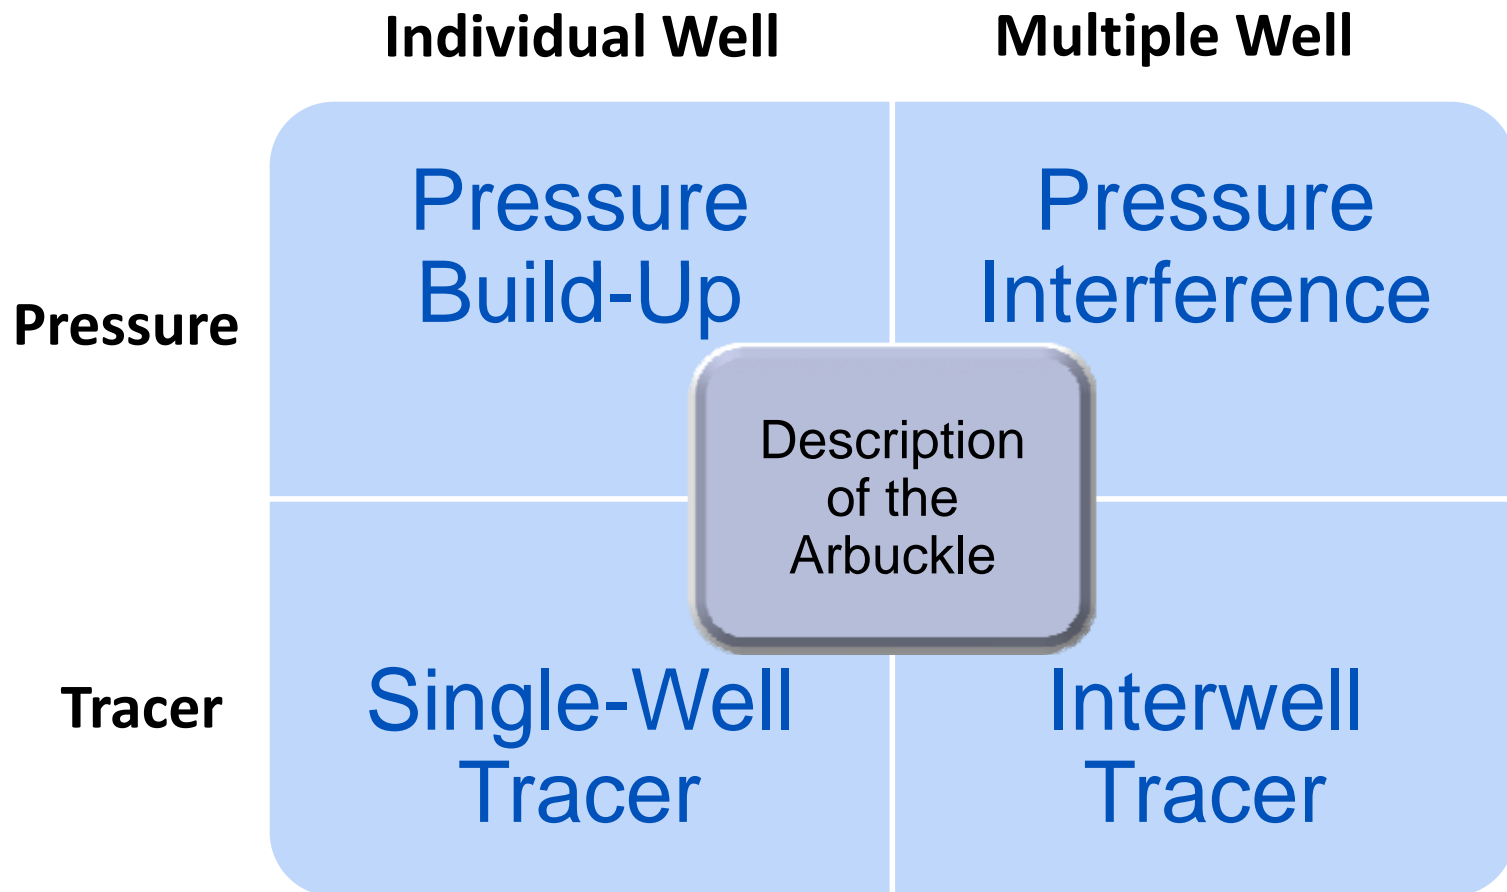 Individual Well
Multiple Well
Pressure
Pressure
Build-Up
Pressure
Interference
Description
of the
Arbuckle
Tracer
Single-Well
Tracer
Interwell
Tracer